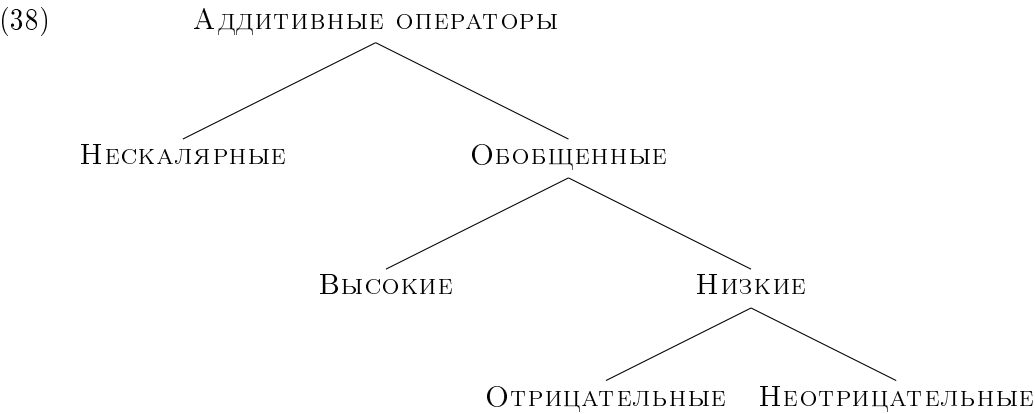 (38) Аддитивные операторы
Нескалярные Обобщенные
Высокие Низкие
Отрицательные Неотрицательные